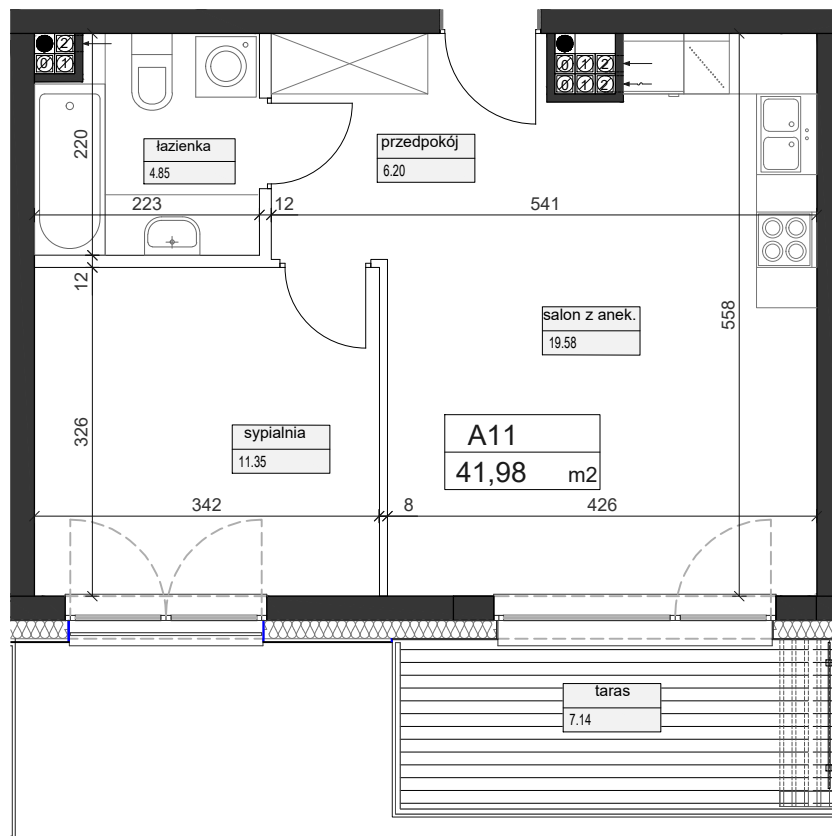 2
0 1
0 1 2
0 1 2
220
łazienka
4.85
przedpokój
6.20
223
12
541
12
558
salon z anek.
19.58
326
sypialnia
11.35
A11
41,98 m2
342
8
426
taras
7.14